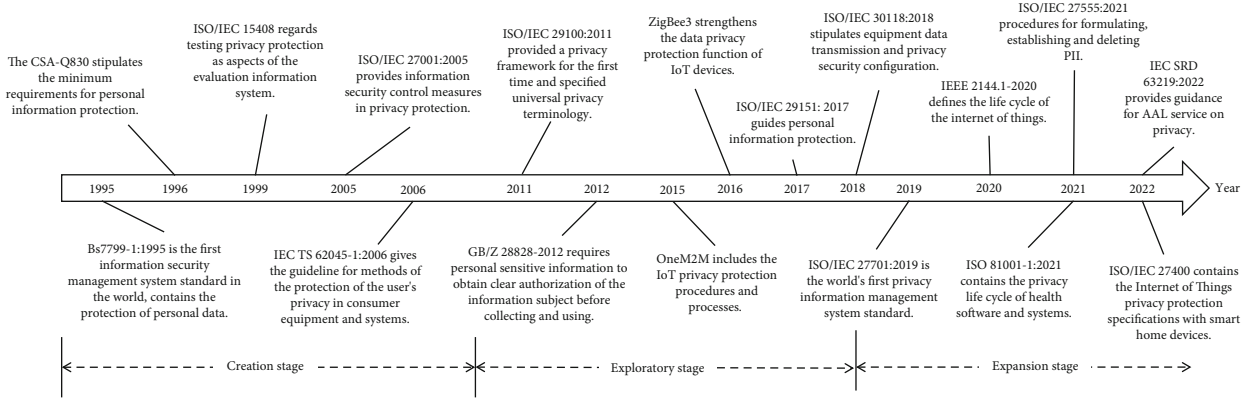 The CSA-Q830 stipulates
the minimum
requirements for personal
information protection.
ISO/IEC 15408 regards
testing privacy protection
as aspects of the
evaluation information
system.
ISO/IEC 27001:2005
provides information
security control measures
in privacy protection.
ISO/IEC 29100:2011
provided a privacy
framework for the first
time and specified
universal privacy
terminology.
ZigBee3 strengthens
the data privacy
protection function of
IoT devices.
ISO/IEC 29151: 2017
guides personal
information protection.
ISO/IEC 30118:2018
stipulates equipment data
transmission and privacy
security configuration.
IEEE 2144.1-2020
defines the life cycle of
the internet of things.
ISO/IEC 27555:2021
procedures for formulating,
establishing and deleting
PII.
IEC SRD
63219:2022
provides guidance
for AAL service on
privacy.
1995 1996 1999 2005 2006 2011 2012 2015 2016 2017 2018 2019 2020 2021 2022 Year
Bs7799-1:1995 is the first
information security
management system standard in
the world, contains the
protection of personal data.
IEC TS 62045-1:2006 gives
the guideline for methods of
the protection of the user's
privacy in consumer
equipment and systems.
GB/Z 28828-2012 requires
personal sensitive information to
obtain clear authorization of the
information subject before
collecting and using.
OneM2M includes the
IoT privacy protection
procedures and
processes.
ISO/IEC 27701:2019 is
the world's first privacy
information management
system standard.
ISO 81001-1:2021
contains the privacy
life cycle of health
software and systems.
ISO/IEC 27400 contains
the Internet of Things
privacy protection
specifications with smart
home devices.
Creation stage
Exploratory stage
Expansion stage